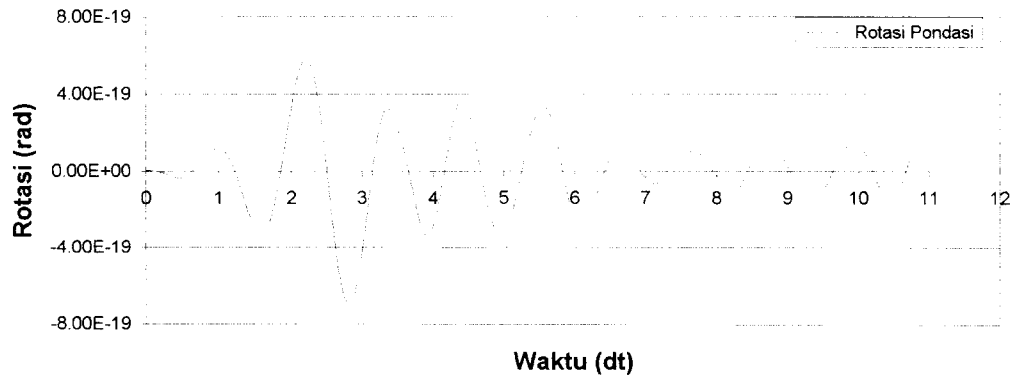 8.00E-19
Rotasi Pondasi
4.00E-19
0.00E+00
0 1 2 3 4 5 6 7 8 9 10 11 12
-4.00E-19
-8.00E-19
Rotasi (rad)
Waktu (dt)